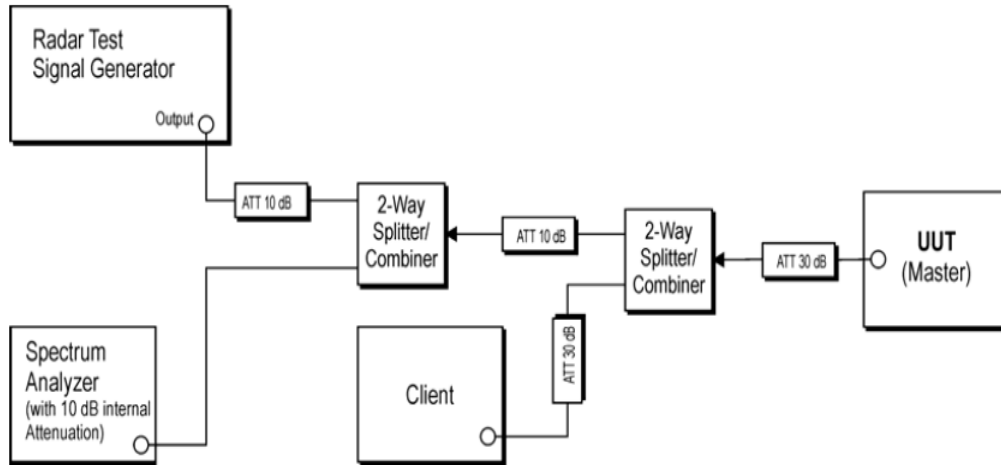 Radar Test
Signal Generator
Output
ATT 10 dB
2-Way
Splitter/
Combiner
ATT 10 dB
2-Way
Splitter/
Combiner
ATT 30 dB
UUT
(Master)
Spectrum
Analyzer
(with 10 dB internal
Attenuation)
Client
ATT 30 dB